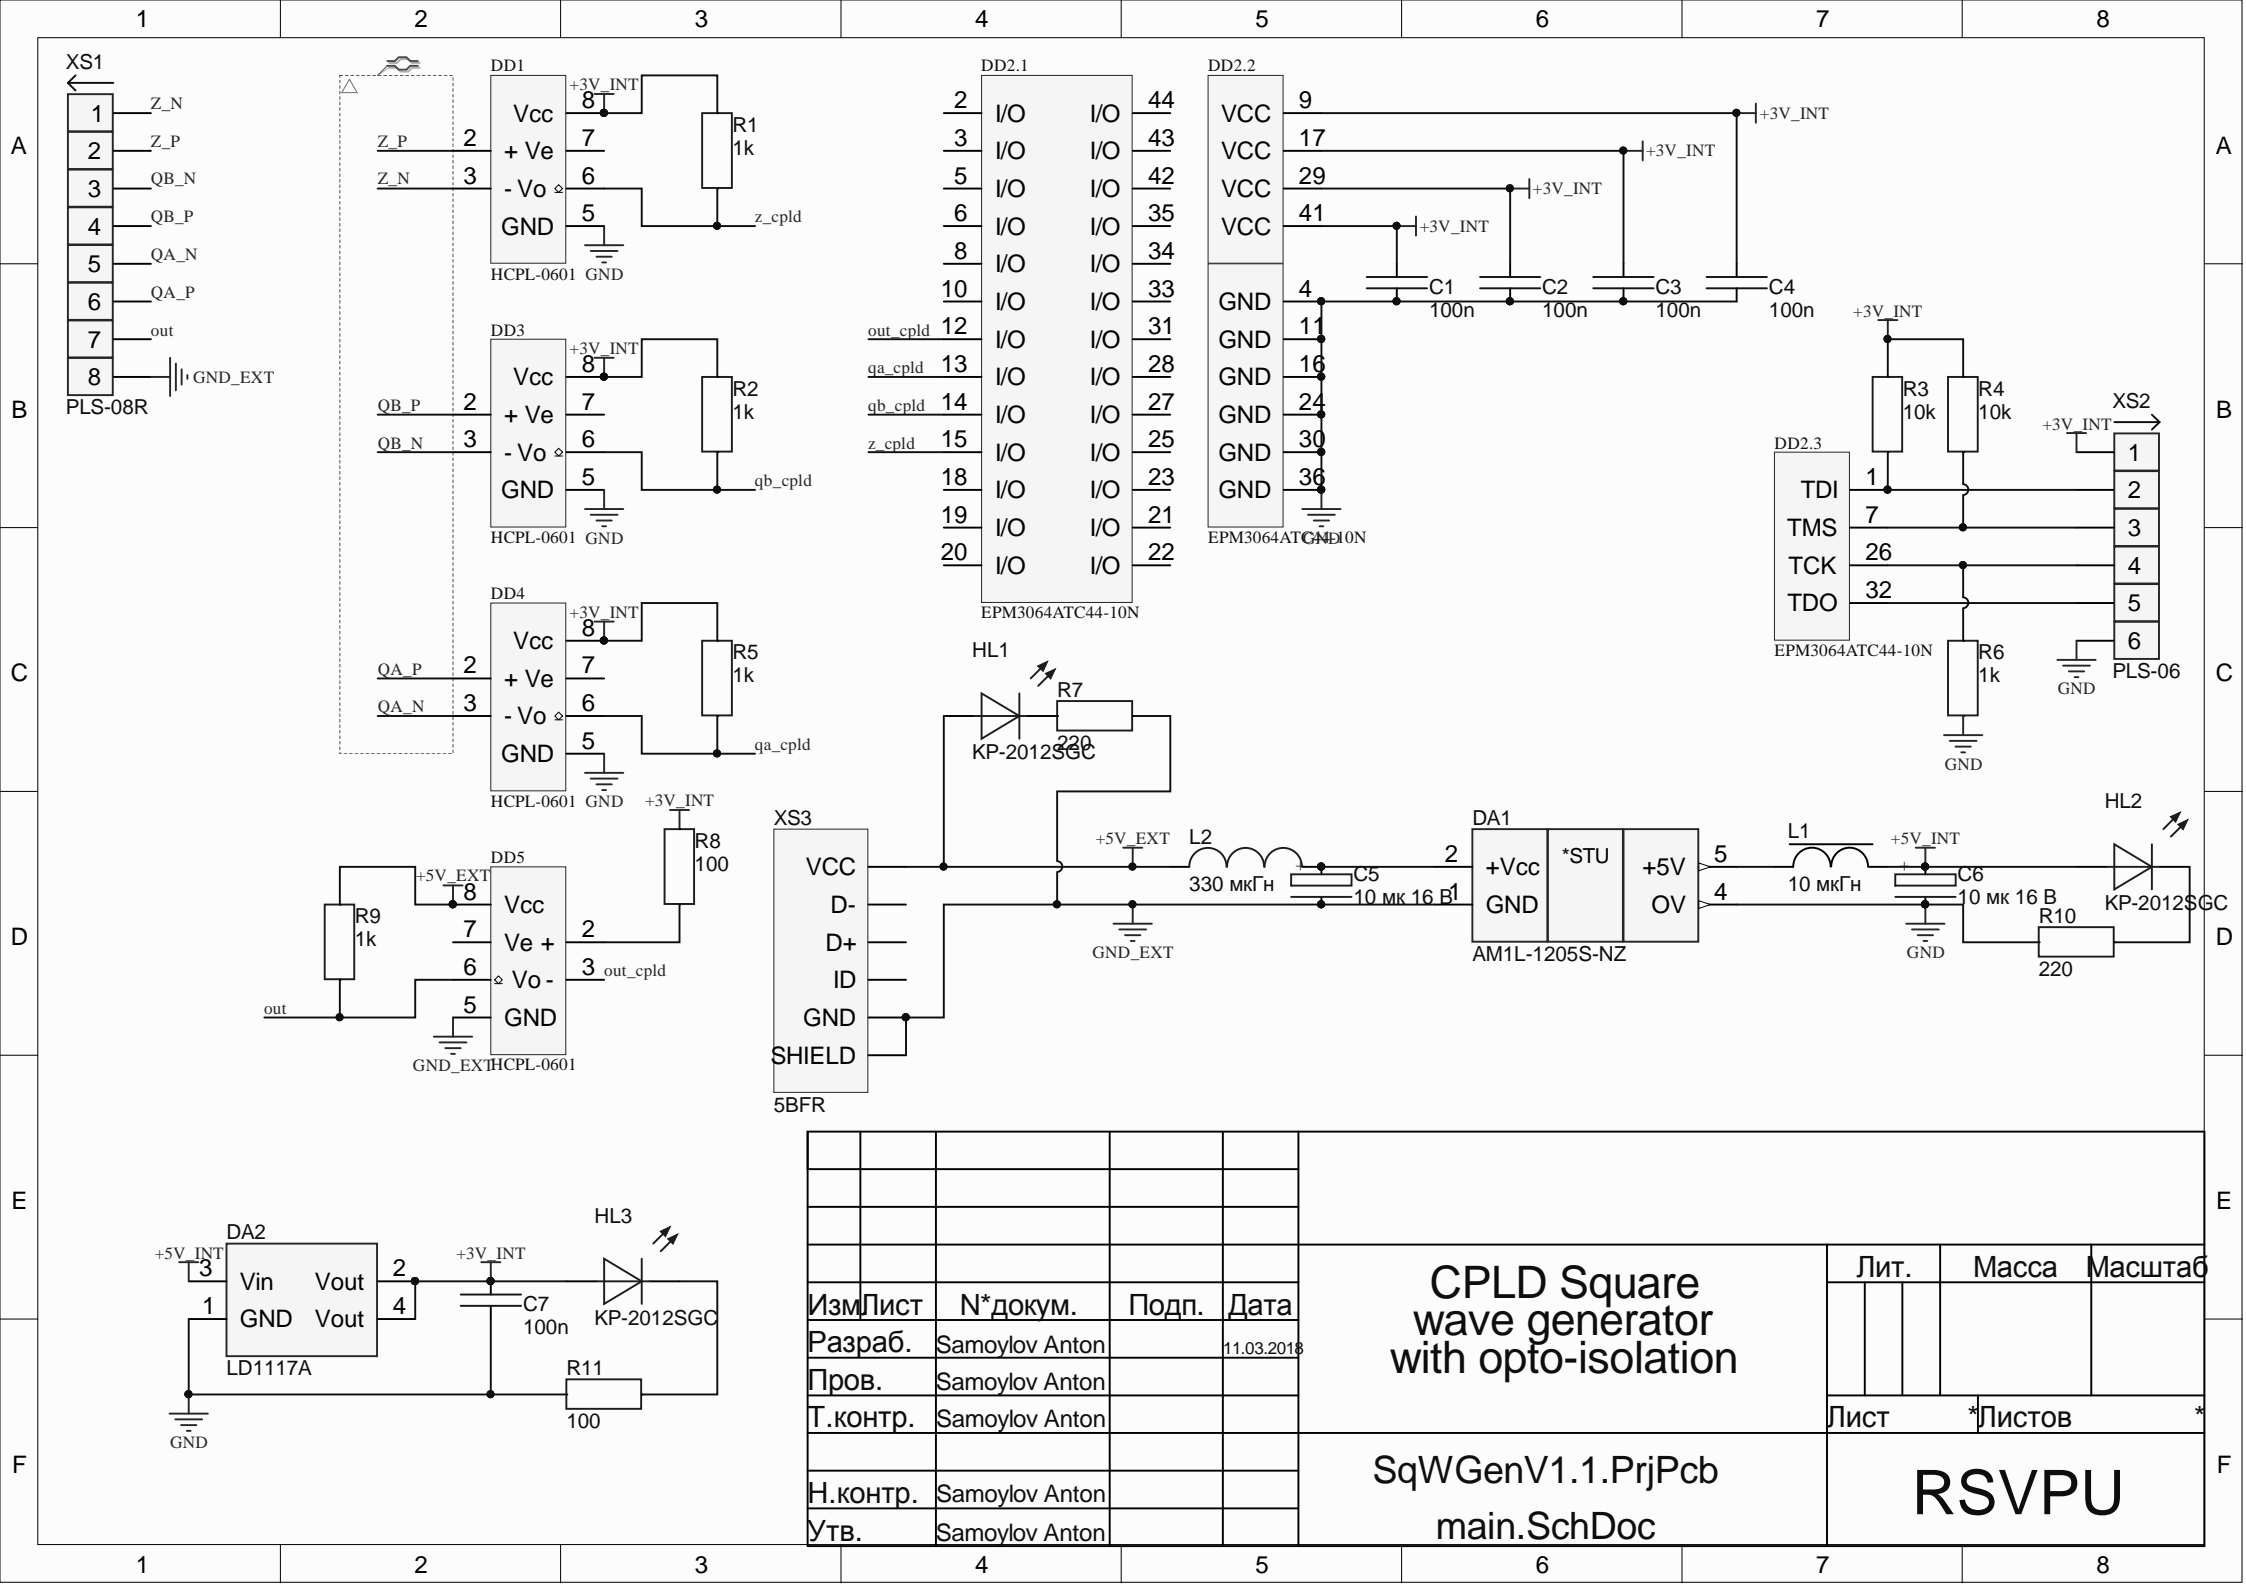 1 2 3 4 5 6 7 8
A
B
C
D
E
F
XS1
1 Z_N
2 Z_P
3 QB_N
4 QB_P
5 QA_N
6 QA_P
7 out
8 GND_EXT
PLS-08R
DD1
+3V_INT
Vcc 8
Z_P 2 + Ve 7
Z_N 3 - Vo 6
GND 5
HCPL-0601 GND
R1
1k
z_cpld
DD3
+3V_INT
Vcc 8
QB_P 2 + Ve 7
QB_N 3 - Vo 6
GND 5
HCPL-0601 GND
R2
1k
qb_cpld
DD4
+3V_INT
Vcc 8
QA_P 2 + Ve 7
QA_N 3 - Vo 6
GND 5
HCPL-0601 GND
R5
1k
qa_cpld
DD2.1
2 I/O I/O 44
3 I/O I/O 43
5 I/O I/O 42
6 I/O I/O 35
8 I/O I/O 34
10 I/O I/O 33
out_cpld 12 I/O I/O 31
qa_cpld 13 I/O I/O 28
qb_cpld 14 I/O I/O 27
z_cpld 15 I/O I/O 25
18 I/O I/O 23
19 I/O I/O 21
20 I/O I/O 22
EPM3064ATC44-10N
DD2.2
VCC 9 +3V_INT
VCC 17 +3V_INT
VCC 29 +3V_INT
VCC 41 +3V_INT
GND 4
GND 11
GND 16
GND 24
GND 30
GND 36
EPM3064ATC44-10N
GND
C1
100n
C2
100n
C3
100n
C4
100n
+3V_INT
R3
10k
R4
10k
DD2.3
TDI 1
TMS 7
TCK 26
TDO 32
EPM3064ATC44-10N
XS2
+3V_INT
1
2
3
4
5
6
GND
PLS-06
R6
1k
GND
HL1
KP-2012SGC
R7
220
+3V_INT
R8
100
DD5
+5V_EXT
8 Vcc
7 Ve + 2
6 Vo - 3 out_cpld
5 GND
GND_EXT
HCPL-0601
R9
1k
out
XS3
VCC
D-
D+
ID
GND
SHIELD
5BFR
+5V_EXT
GND_EXT
L2
330 мкГн
C5
10 мк 16 В
DA1
2 +Vcc *STU +5V 5
1 GND OV 4
AM1L-1205S-NZ
L1
10 мкГн
+5V_INT
C6
10 мк 16 В
GND
HL2
KP-2012SGC
R10
220
DA2
+5V_INT
3 Vin Vout 2
1 GND Vout 4
LD1117A
GND
+3V_INT
C7
100n
HL3
KP-2012SGC
R11
100
Изм Лист N*докум. Подп. Дата
Разраб. Samoylov Anton 11.03.2018
Пров. Samoylov Anton
Т.контр. Samoylov Anton
Н.контр. Samoylov Anton
Утв. Samoylov Anton
CPLD Square
wave generator
with opto-isolation
SqWGenV1.1.PrjPcb
main.SchDoc
Лит. Масса Масштаб
Лист * Листов *
RSVPU
A
B
C
D
E
F
1 2 3 4 5 6 7 8